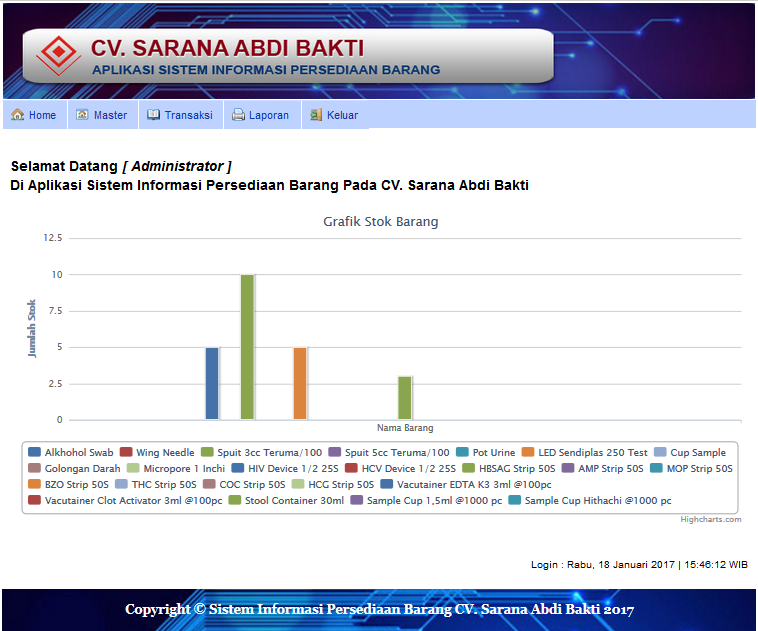 CV. SARANA ABDI BAKTI
APLIKASI SISTEM INFORMASI PERSEDIAAN BARANG
Home Master Transaksi Laporan Keluar
Selamat Datang [ Administrator ]
Di Aplikasi Sistem Informasi Persediaan Barang Pada CV. Sarana Abdi Bakti
Grafik Stok Barang
12.5
10
7.5
5
2.5
0
Jumlah Stok
Nama Barang
Alkhohol Swab Wing Needle Spuit 3cc Teruma/100 Spuit 5cc Teruma/100 Pot Urine LED Sendiplas 250 Test Cup Sample
Golongan Darah Micropore 1 Inchi HIV Device 1/2 25S HCV Device 1/2 25S HBSAG Strip 50S AMP Strip 50S MOP Strip 50S
BZO Strip 50S THC Strip 50S COC Strip 50S HCG Strip 50S Vacutainer EDTA K3 3ml @100pc
Vacutainer Clot Activator 3ml @100pc Stool Container 30ml Sample Cup 1,5ml @1000 pc Sample Cup Hithachi @1000 pc
Highcharts.com
Login : Rabu, 18 Januari 2017 | 15:46:12 WIB
Copyright © Sistem Informasi Persediaan Barang CV. Sarana Abdi Bakti 2017